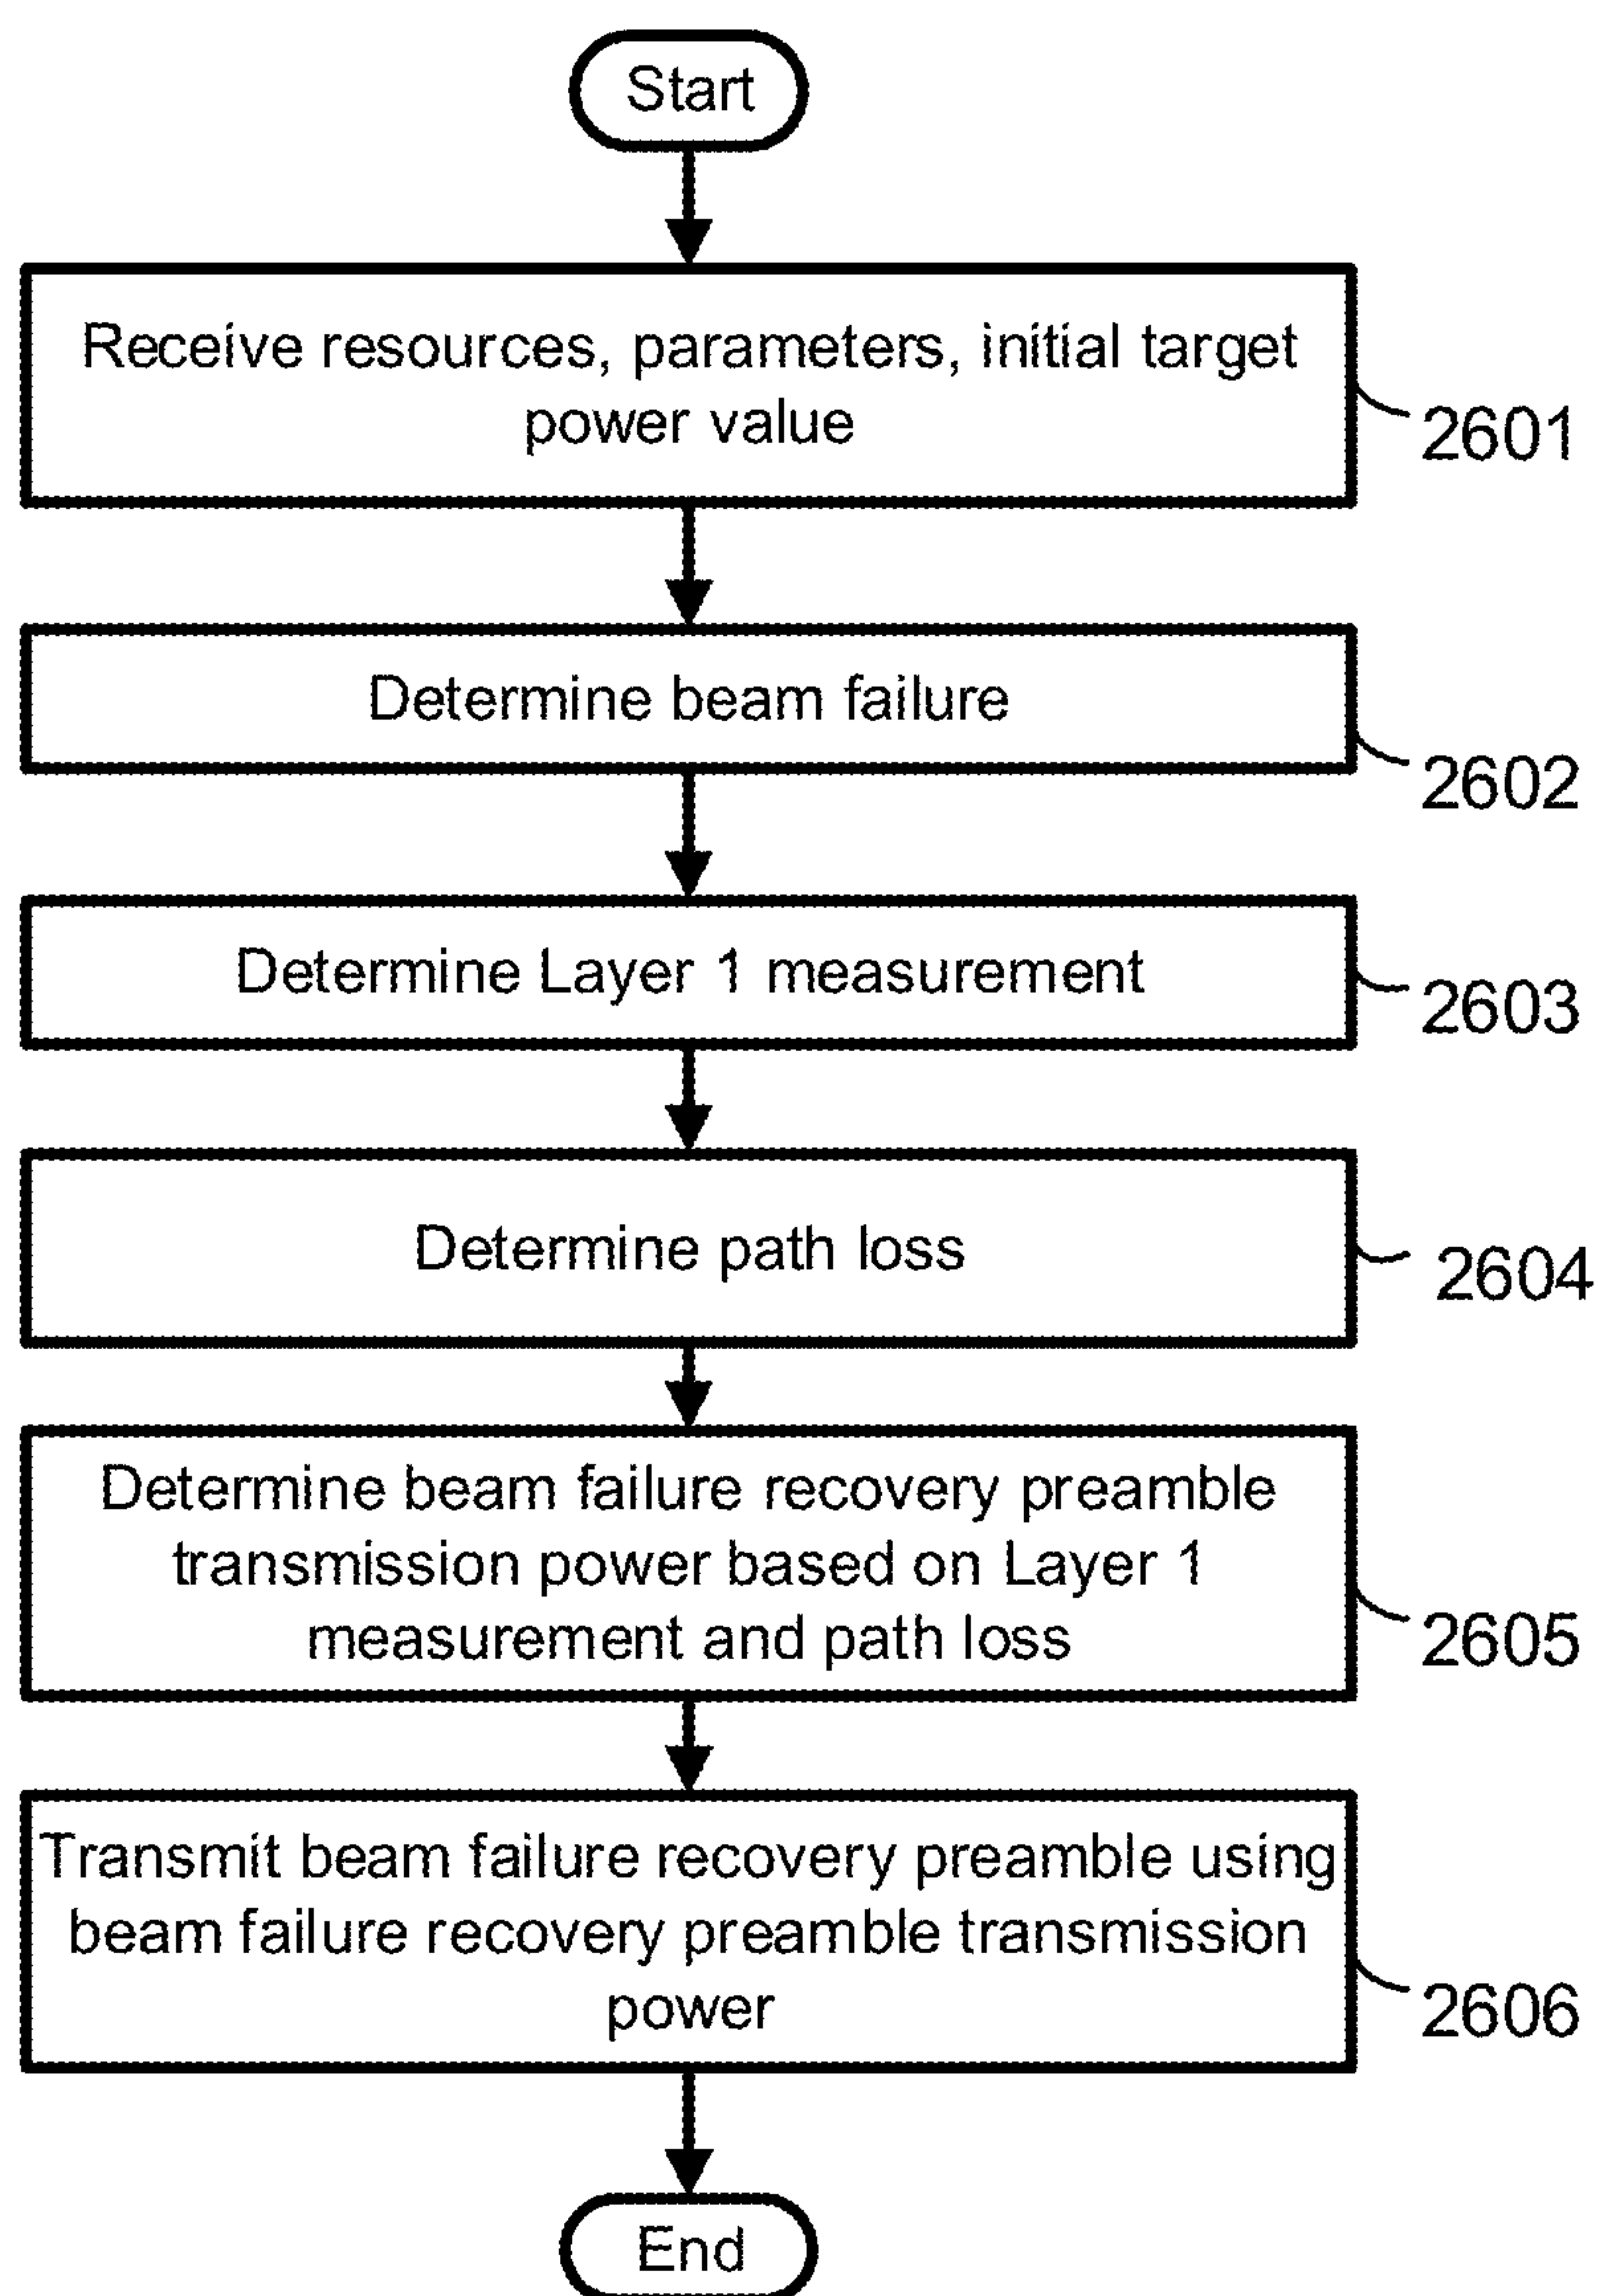 Start
Receive resources, parameters, initial target
power value
2601
Determine beam failure
2602
Determine Layer 1 measurement
2603
Determine path loss
2604
Determine beam failure recovery preamble
transmission power based on Layer 1
measurement and path loss
2605
Transmit beam failure recovery preamble using
beam failure recovery preamble transmission
power
2606
End